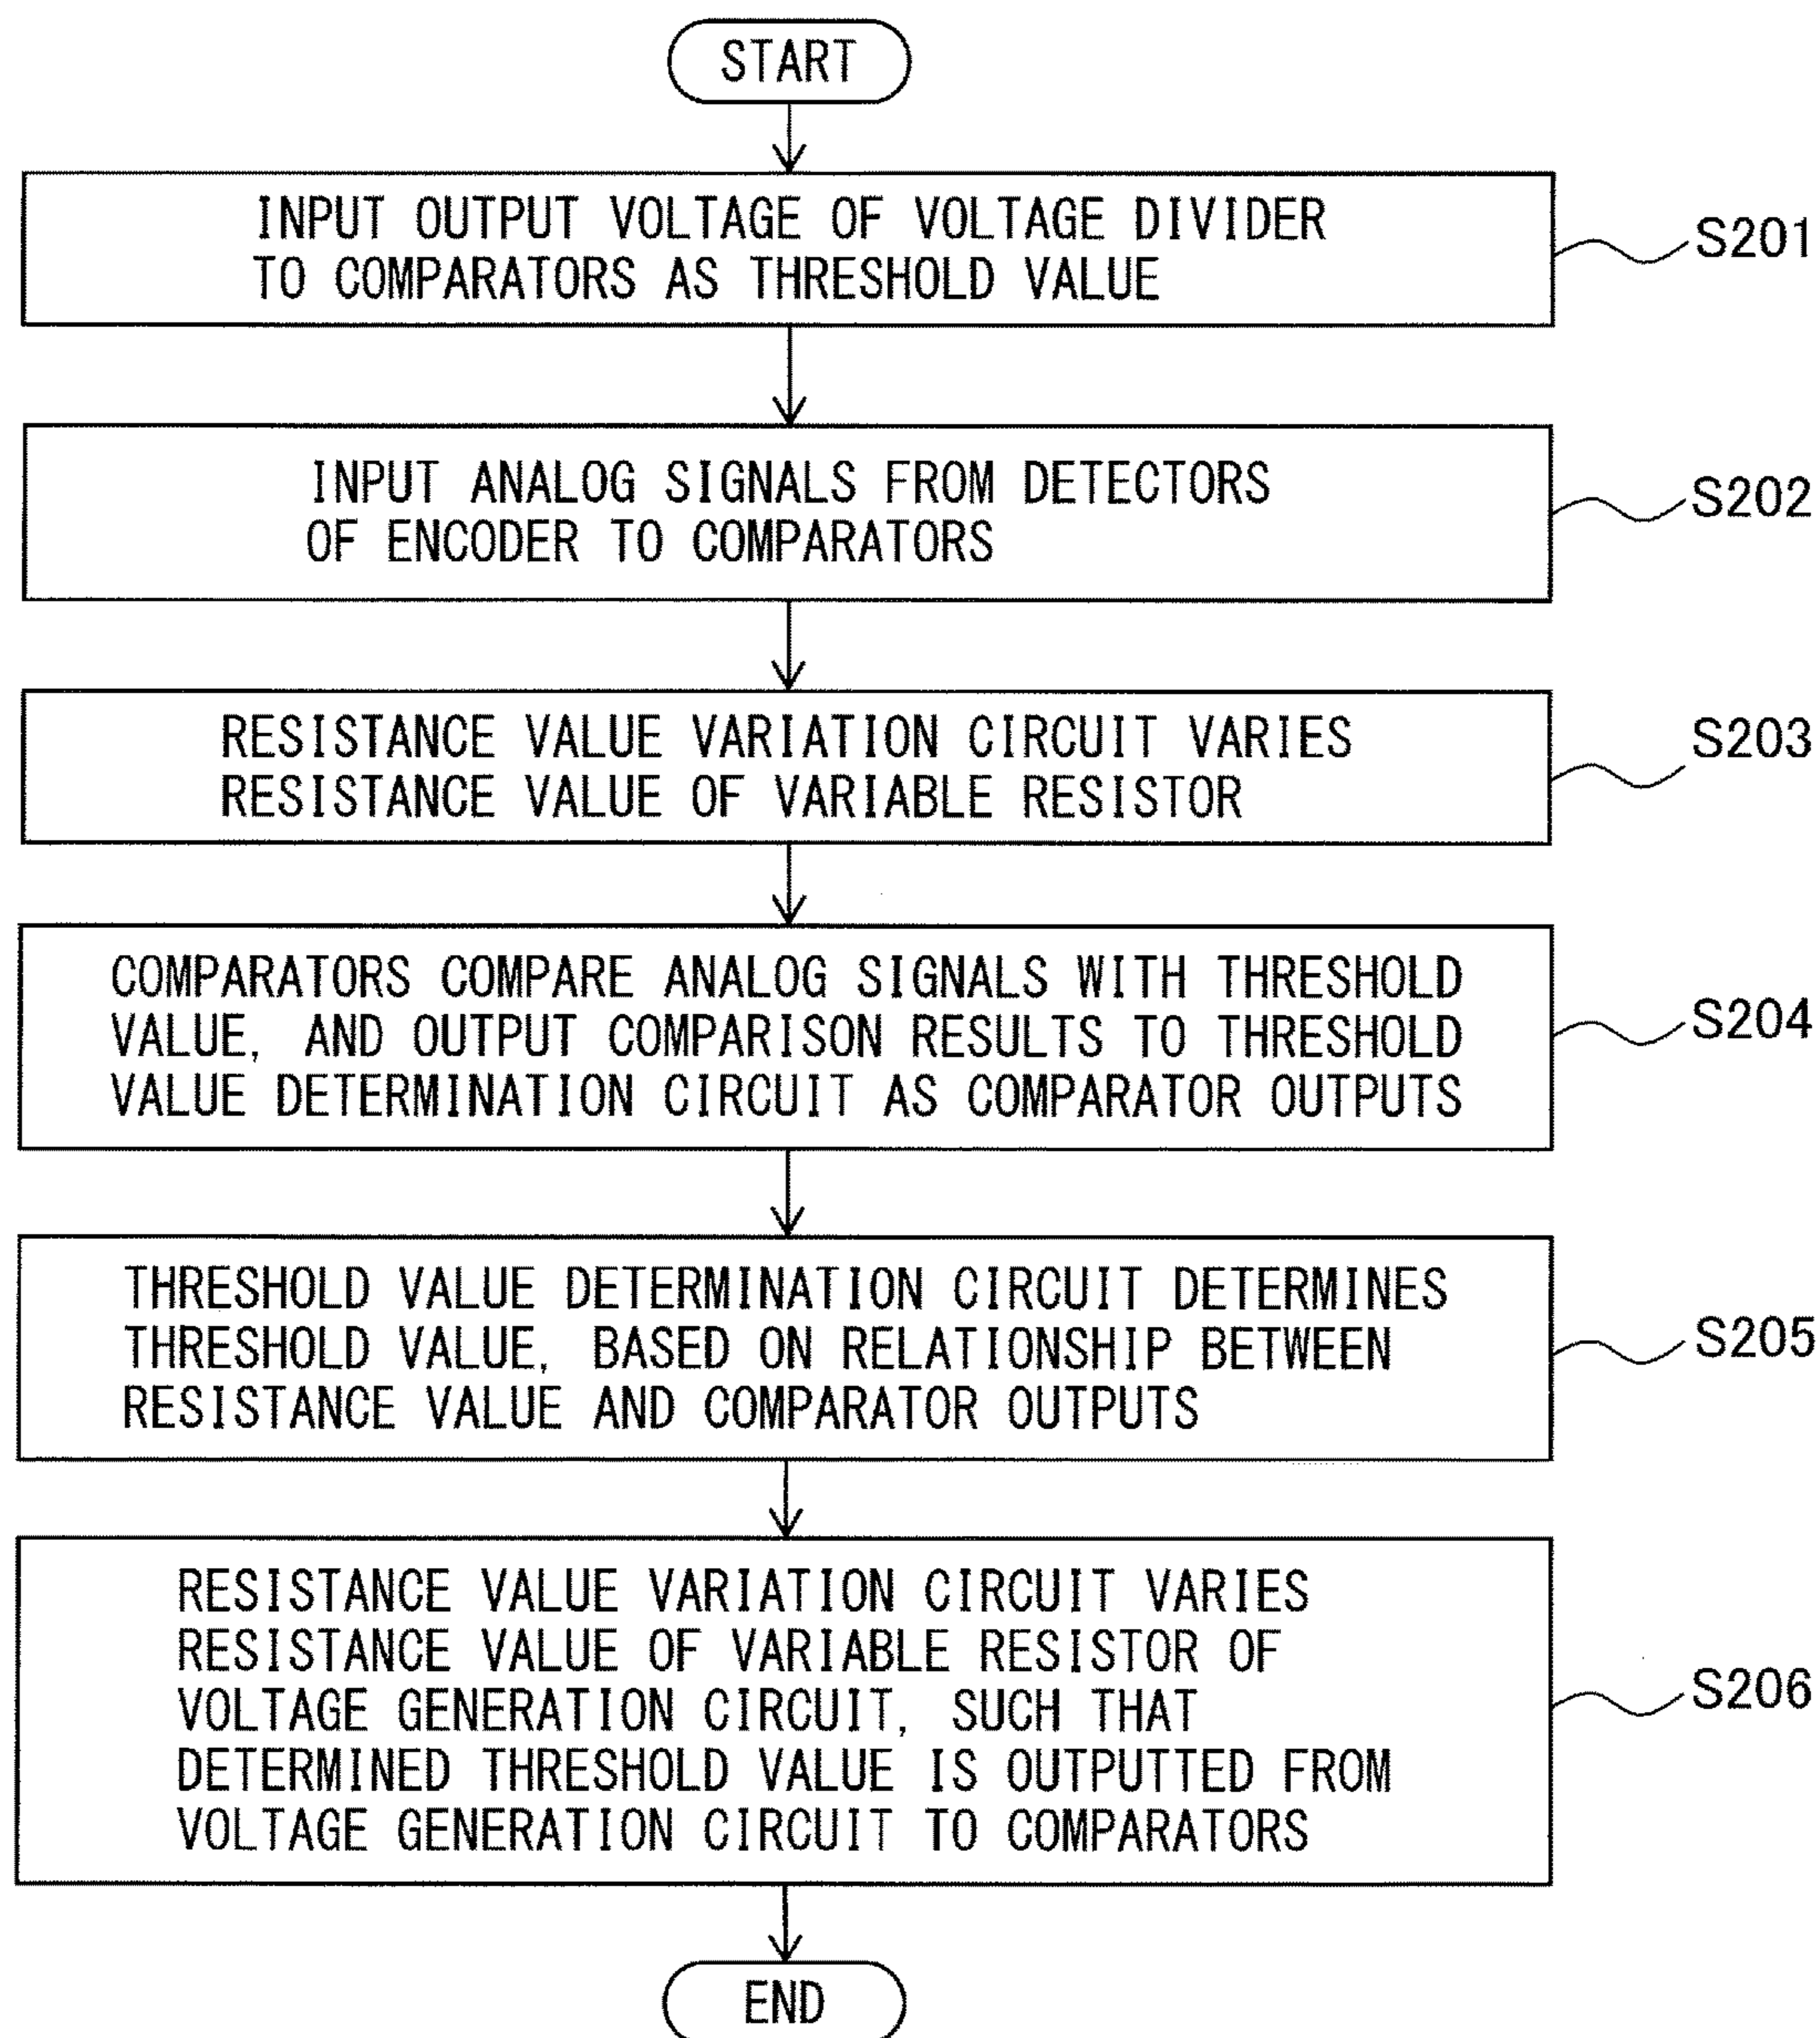 START
INPUT OUTPUT VOLTAGE OF VOLTAGE DIVIDER
TO COMPARATORS AS THRESHOLD VALUE
S201
INPUT ANALOG SIGNALS FROM DETECTORS
OF ENCODER TO COMPARATORS
S202
RESISTANCE VALUE VARIATION CIRCUIT VARIES
RESISTANCE VALUE OF VARIABLE RESISTOR
S203
COMPARATORS COMPARE ANALOG SIGNALS WITH THRESHOLD
VALUE, AND OUTPUT COMPARISON RESULTS TO THRESHOLD
VALUE DETERMINATION CIRCUIT AS COMPARATOR OUTPUTS
S204
THRESHOLD VALUE DETERMINATION CIRCUIT DETERMINES
THRESHOLD VALUE, BASED ON RELATIONSHIP BETWEEN
RESISTANCE VALUE AND COMPARATOR OUTPUTS
S205
RESISTANCE VALUE VARIATION CIRCUIT VARIES
RESISTANCE VALUE OF VARIABLE RESISTOR OF
VOLTAGE GENERATION CIRCUIT, SUCH THAT
DETERMINED THRESHOLD VALUE IS OUTPUTTED FROM
VOLTAGE GENERATION CIRCUIT TO COMPARATORS
S206
END